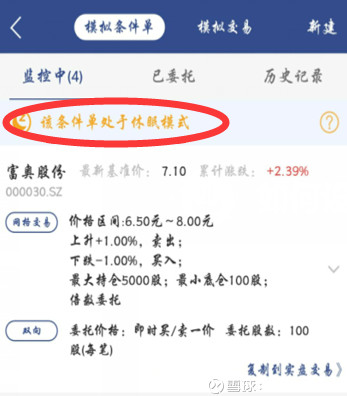 模拟条件单 模拟交易 新建
监控中(4) 已委托 历史记录
该条件单处于休眠模式 ?
富奥股份 最新基准价: 7.10 累计涨跌: +2.39%
000030.SZ
网格交易 价格区间:6.50元~8.00元
上升+1.00%, 卖出;
下跌-1.00%, 买入;
最大持仓5000股; 最小底仓100股;
倍数委托
双向 委托价格: 即时买/卖一价 委托股数: 100
股(每笔)
复制到实盘交易>
雪球: